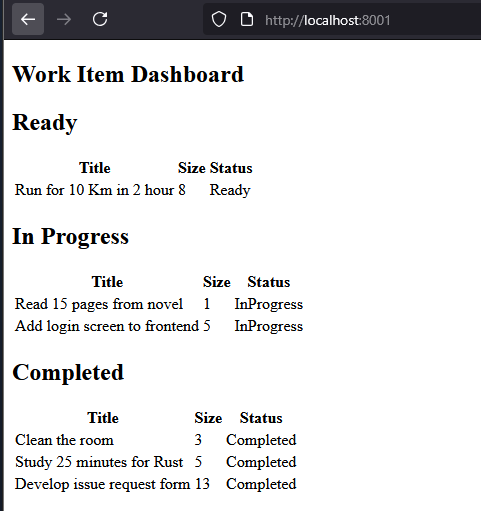 http://localhost:8001
Work Item Dashboard
Ready
Title Size Status
Run for 10 Km in 2 hour 8 Ready
In Progress
Title Size Status
Read 15 pages from novel 1 InProgress
Add login screen to frontend 5 InProgress
Completed
Title Size Status
Clean the room 3 Completed
Study 25 minutes for Rust 5 Completed
Develop issue request form 13 Completed